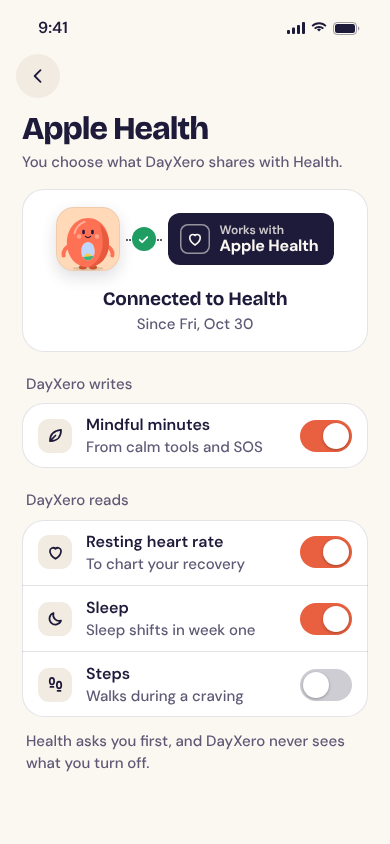 9:41
Apple Health
You choose what DayXero shares with Health.
Works with
Apple Health
Connected to Health
Since Fri, Oct 30
DayXero writes
Mindful minutes
From calm tools and SOS
DayXero reads
Resting heart rate
To chart your recovery
Sleep
Sleep shifts in week one
Steps
Walks during a craving
Health asks you first, and DayXero never sees
what you turn off.